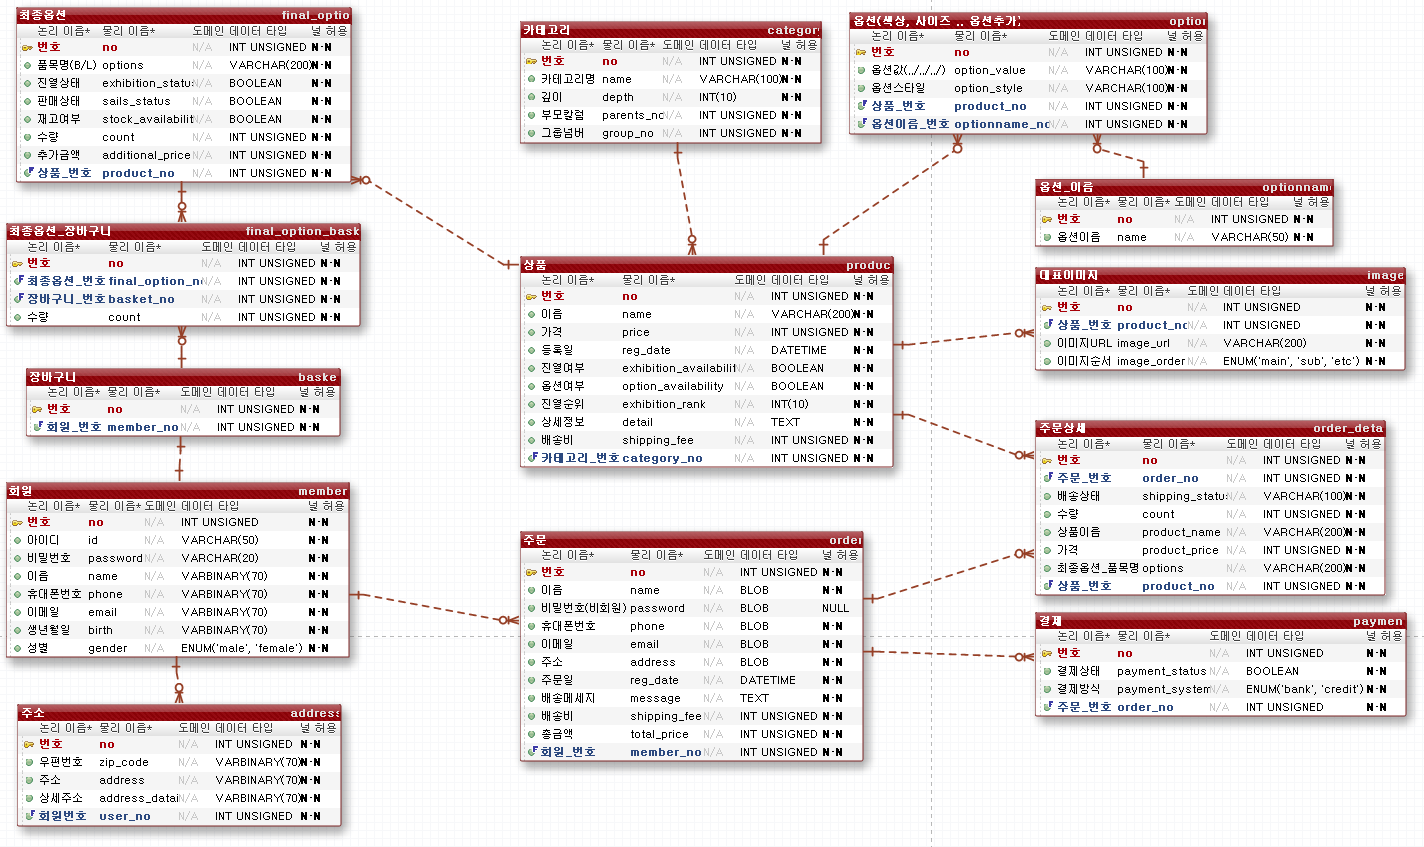 최종옵션 final_optio
논리 이름* 물리 이름* 도메인 데이터 타입 널 허용
번호 no N/A INT UNSIGNED N-N
품목명(B/L) options N/A VARCHAR(200) N-N
진열상태 exhibition_statu N/A BOOLEAN N-N
판매상태 sails_status N/A BOOLEAN N-N
재고여부 stock_availabilit N/A BOOLEAN N-N
수량 count N/A INT UNSIGNED N-N
추가금액 additional_price N/A INT UNSIGNED N-N
상품_번호 product_no N/A INT UNSIGNED N-N
카테고리 categor
논리 이름* 물리 이름* 도메인 데이터 타입 널 허용
번호 no N/A INT UNSIGNED N-N
카테고리명 name N/A VARCHAR(100) N-N
깊이 depth N/A INT(10) N-N
부모칼럼 parents_no N/A INT UNSIGNED N-N
그룹넘버 group_no N/A INT UNSIGNED N-N
옵션(색상, 사이즈 .. 옵션추가) option
논리 이름* 물리 이름* 도메인 데이터 타입 널 허용
번호 no N/A INT UNSIGNED N-N
옵션값(../../../) option_value N/A VARCHAR(100) N-N
옵션스타일 option_style N/A VARCHAR(100) N-N
상품_번호 product_no N/A INT UNSIGNED N-N
옵션이름_번호 optionname_no N/A INT UNSIGNED N-N
옵션_이름 optionnam
논리 이름* 물리 이름* 도메인 데이터 타입 널 허용
번호 no N/A INT UNSIGNED N-N
옵션이름 name N/A VARCHAR(50) N-N
최종옵션_장바구니 final_option_bask
논리 이름* 물리 이름* 도메인 데이터 타입 널 허용
번호 no N/A INT UNSIGNED N-N
최종옵션_번호 final_option_n N/A INT UNSIGNED N-N
장바구니_번호 basket_no N/A INT UNSIGNED N-N
수량 count N/A INT UNSIGNED N-N
상품 produc
논리 이름* 물리 이름* 도메인 데이터 타입 널 허용
번호 no N/A INT UNSIGNED N-N
이름 name N/A VARCHAR(200) N-N
가격 price N/A INT UNSIGNED N-N
등록일 reg_date N/A DATETIME N-N
진열여부 exhibition_availabilit N/A BOOLEAN N-N
옵션여부 option_availability N/A BOOLEAN N-N
진열순위 exhibition_rank N/A INT(10) N-N
상세정보 detail N/A TEXT N-N
배송비 shipping_fee N/A INT UNSIGNED N-N
카테고리_번호 category_no N/A INT UNSIGNED N-N
대표이미지 image
논리 이름* 물리 이름* 도메인 데이터 타입 널 허용
번호 no N/A INT UNSIGNED N-N
상품_번호 product_no N/A INT UNSIGNED N-N
이미지URL image_url N/A VARCHAR(200) N-N
이미지순서 image_order N/A ENUM('main', 'sub', 'etc') N-N
장바구니 baske
논리 이름* 물리 이름* 도메인 데이터 타입 널 허용
번호 no N/A INT UNSIGNED N-N
회원_번호 member_no N/A INT UNSIGNED N-N
주문상세 order_deta
논리 이름* 물리 이름* 도메인 데이터 타입 널 허용
번호 no N/A INT UNSIGNED N-N
주문_번호 order_no N/A INT UNSIGNED N-N
배송상태 shipping_statu N/A VARCHAR(100) N-N
수량 count N/A INT UNSIGNED N-N
상품이름 product_name N/A VARCHAR(200) N-N
가격 product_price N/A INT UNSIGNED N-N
최종옵션_품목명 options N/A VARCHAR(200) N-N
상품_번호 product_no N/A INT UNSIGNED N-N
회원 member
논리 이름* 물리 이름* 도메인 데이터 타입 널 허용
번호 no N/A INT UNSIGNED N-N
아이디 id N/A VARCHAR(50) N-N
비밀번호 password N/A VARCHAR(20) N-N
이름 name N/A VARBINARY(70) N-N
휴대폰번호 phone N/A VARBINARY(70) N-N
이메일 email N/A VARBINARY(70) N-N
생년월일 birth N/A VARBINARY(70) N-N
성별 gender N/A ENUM('male', 'female') N-N
주문 order
논리 이름* 물리 이름* 도메인 데이터 타입 널 허용
번호 no N/A INT UNSIGNED N-N
이름 name N/A BLOB N-N
비밀번호(비회원) password N/A BLOB NULL
휴대폰번호 phone N/A BLOB N-N
이메일 email N/A BLOB N-N
주소 address N/A BLOB N-N
주문일 reg_date N/A DATETIME N-N
배송메세지 message N/A TEXT N-N
배송비 shipping_fee N/A INT UNSIGNED N-N
총금액 total_price N/A INT UNSIGNED N-N
회원_번호 member_no N/A INT UNSIGNED N-N
결제 paymen
논리 이름* 물리 이름* 도메인 데이터 타입 널 허용
번호 no N/A INT UNSIGNED N-N
결제상태 payment_status N/A BOOLEAN N-N
결제방식 payment_system N/A ENUM('bank', 'credit') N-N
주문_번호 order_no N/A INT UNSIGNED N-N
주소 address
논리 이름* 물리 이름* 도메인 데이터 타입 널 허용
번호 no N/A INT UNSIGNED N-N
우편번호 zip_code N/A VARBINARY(70) N-N
주소 address N/A VARBINARY(70) N-N
상세주소 address_datai N/A VARBINARY(70) N-N
회원번호 user_no N/A INT UNSIGNED N-N